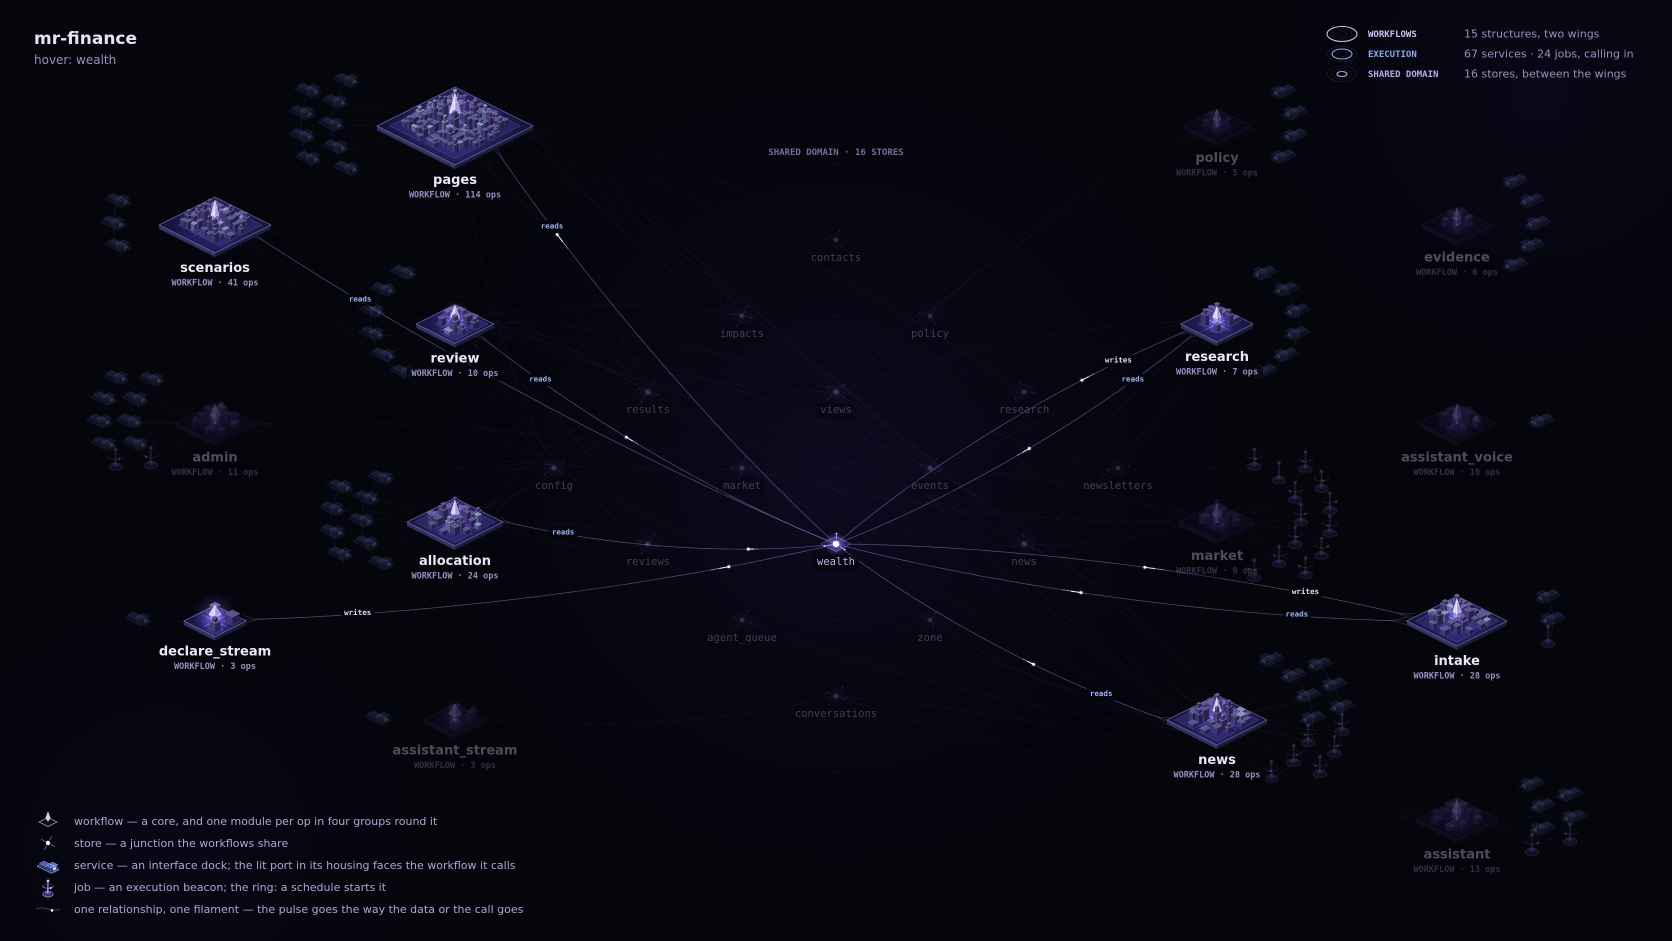 mr-finance
hover: wealth
WORKFLOWS 15 structures, two wings
EXECUTION 67 services · 24 jobs, calling in
SHARED DOMAIN 16 stores, between the wings
SHARED DOMAIN · 16 STORES
pages
WORKFLOW · 114 ops
policy
WORKFLOW · 5 ops
scenarios
WORKFLOW · 41 ops
evidence
WORKFLOW · 6 ops
reads
contacts
reads
impacts
policy
review
WORKFLOW · 10 ops
research
WORKFLOW · 7 ops
writes
reads
reads
results
views
research
admin
WORKFLOW · 11 ops
assistant_voice
WORKFLOW · 10 ops
config
market
events
newsletters
reads
allocation
WORKFLOW · 24 ops
reviews
wealth
news
market
WORKFLOW · 9 ops
writes
reads
writes
declare_stream
WORKFLOW · 3 ops
agent_queue
zone
intake
WORKFLOW · 28 ops
reads
conversations
assistant_stream
WORKFLOW · 3 ops
news
WORKFLOW · 28 ops
assistant
WORKFLOW · 13 ops
workflow — a core, and one module per op in four groups round it
store — a junction the workflows share
service — an interface dock; the lit port in its housing faces the workflow it calls
job — an execution beacon; the ring: a schedule starts it
one relationship, one filament — the pulse goes the way the data or the call goes